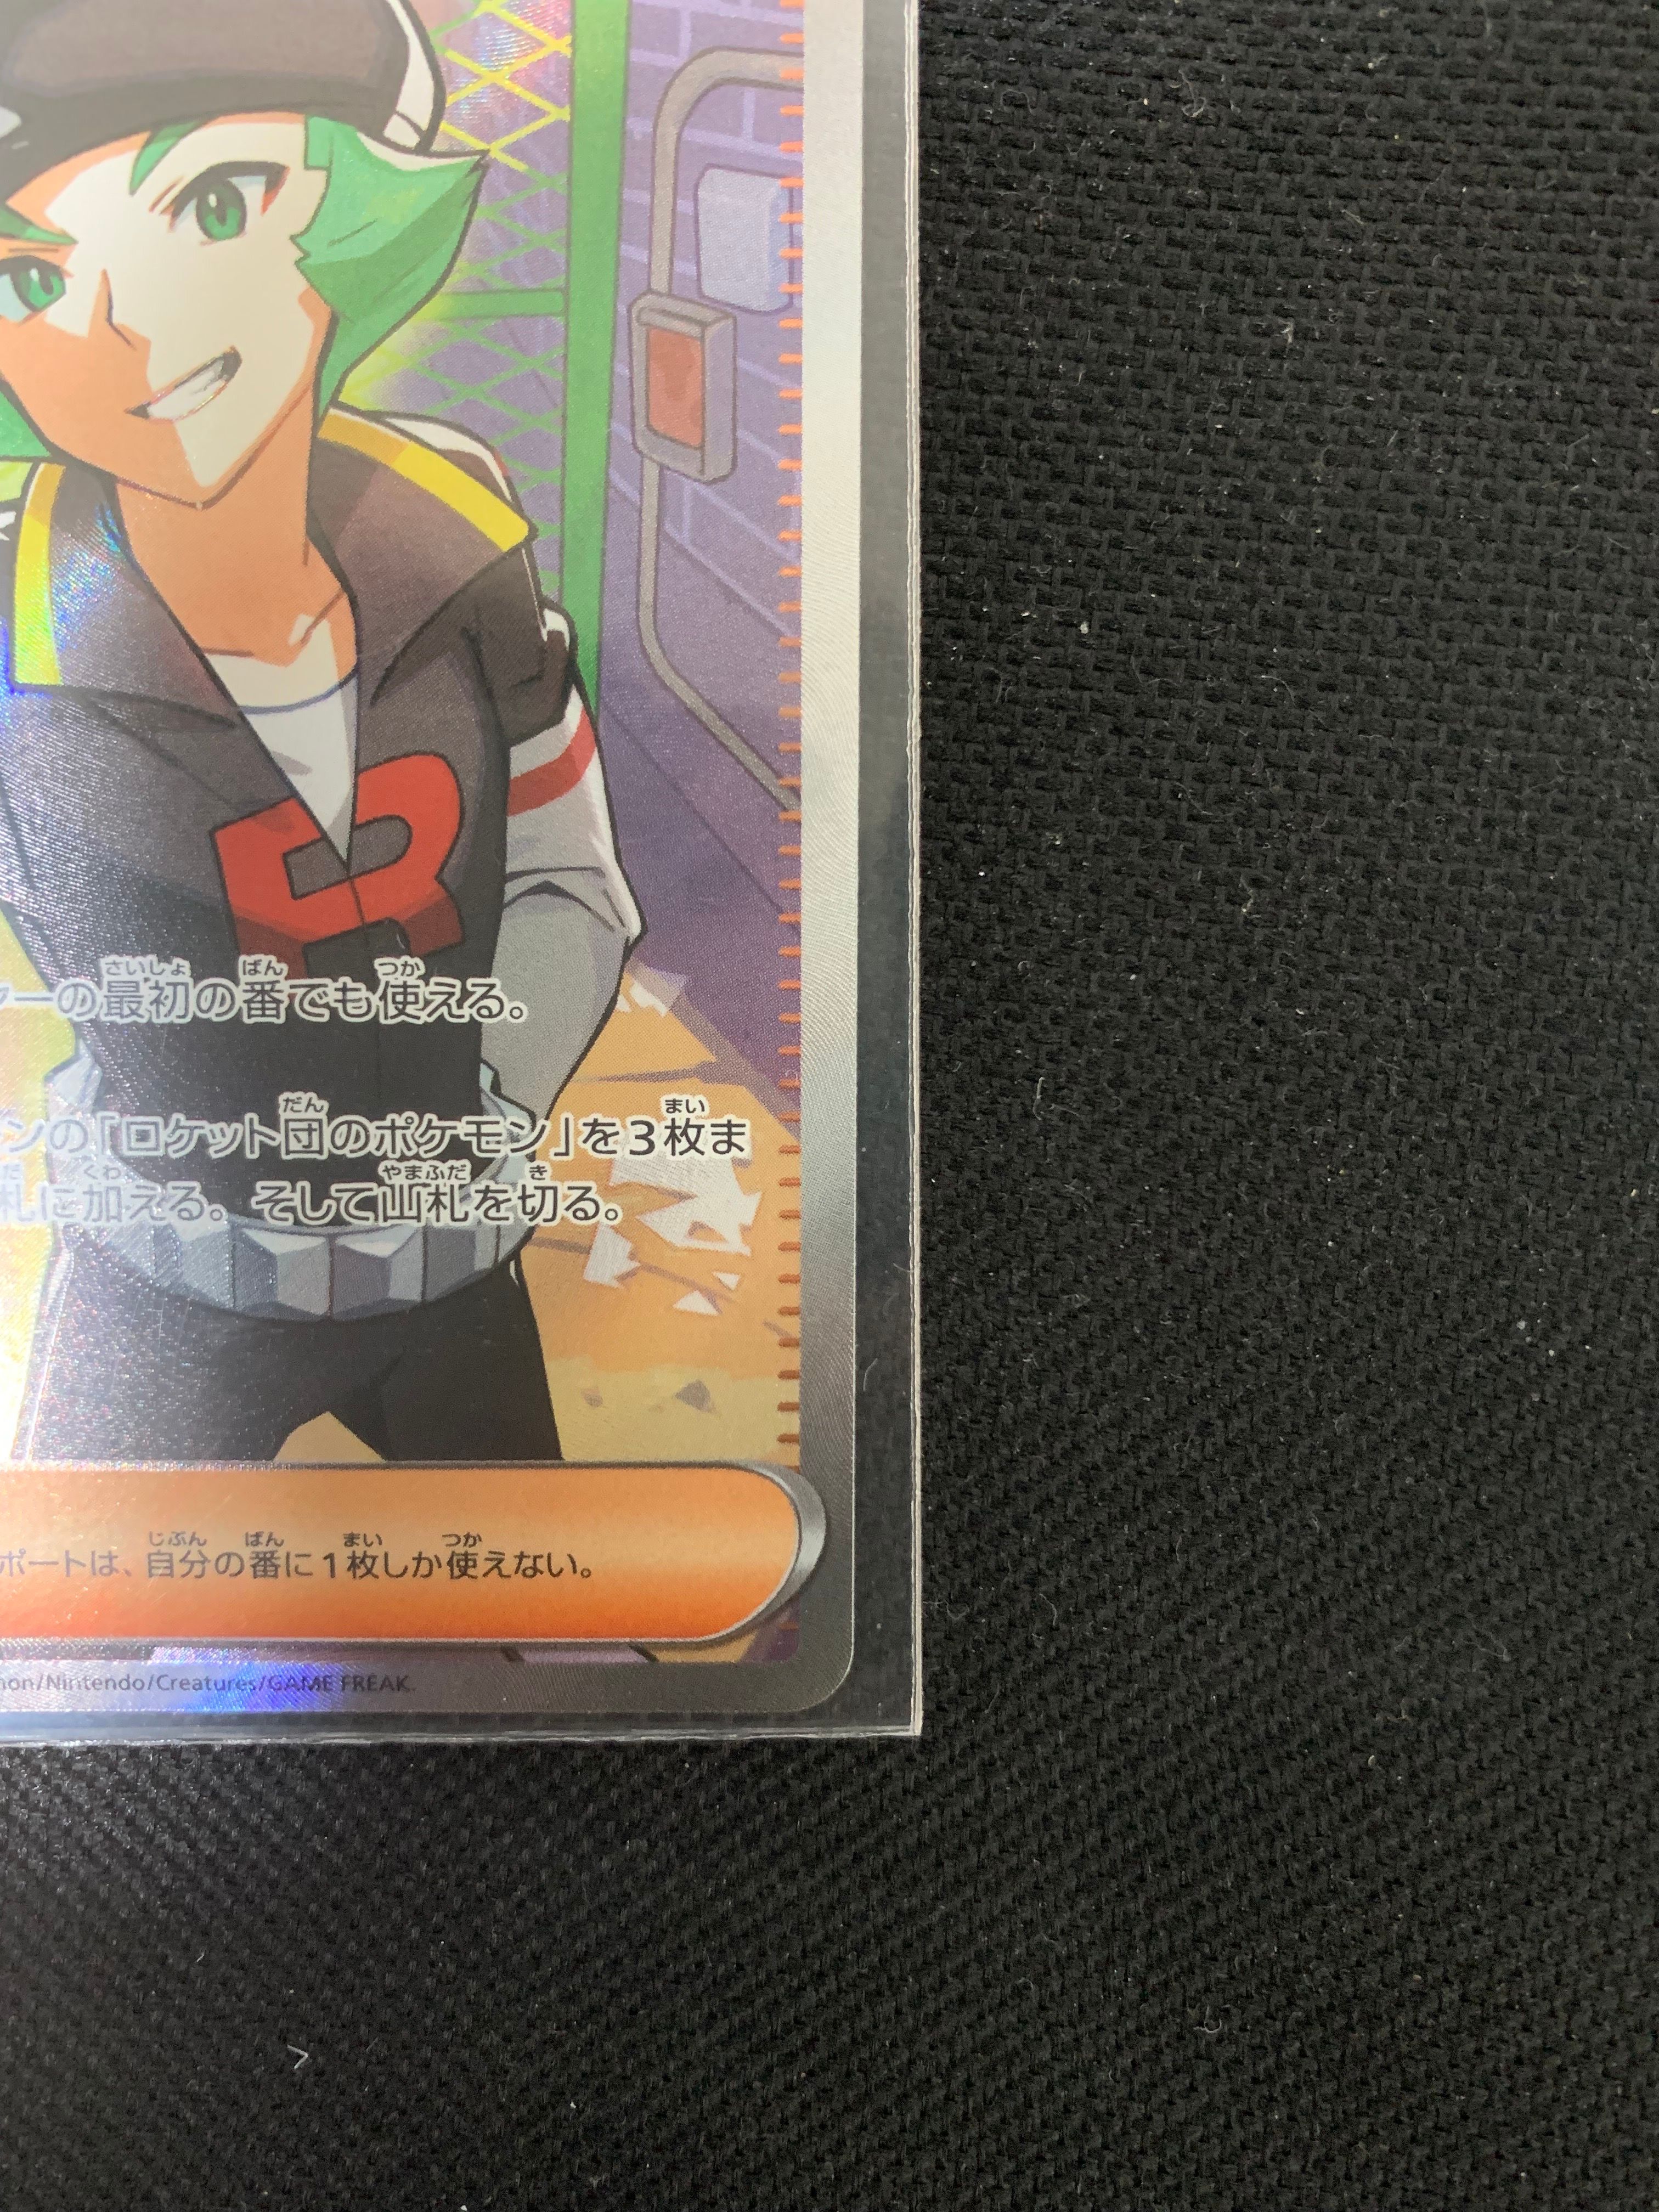 ーの最初の番でも使える。
ンの「ロケット団のポケモン」を3枚ま
札に加える。そして山札を切る。
ポートは、自分の番に1枚しか使えない。
mon/Nintendo/Creatures/GAME FREAK.